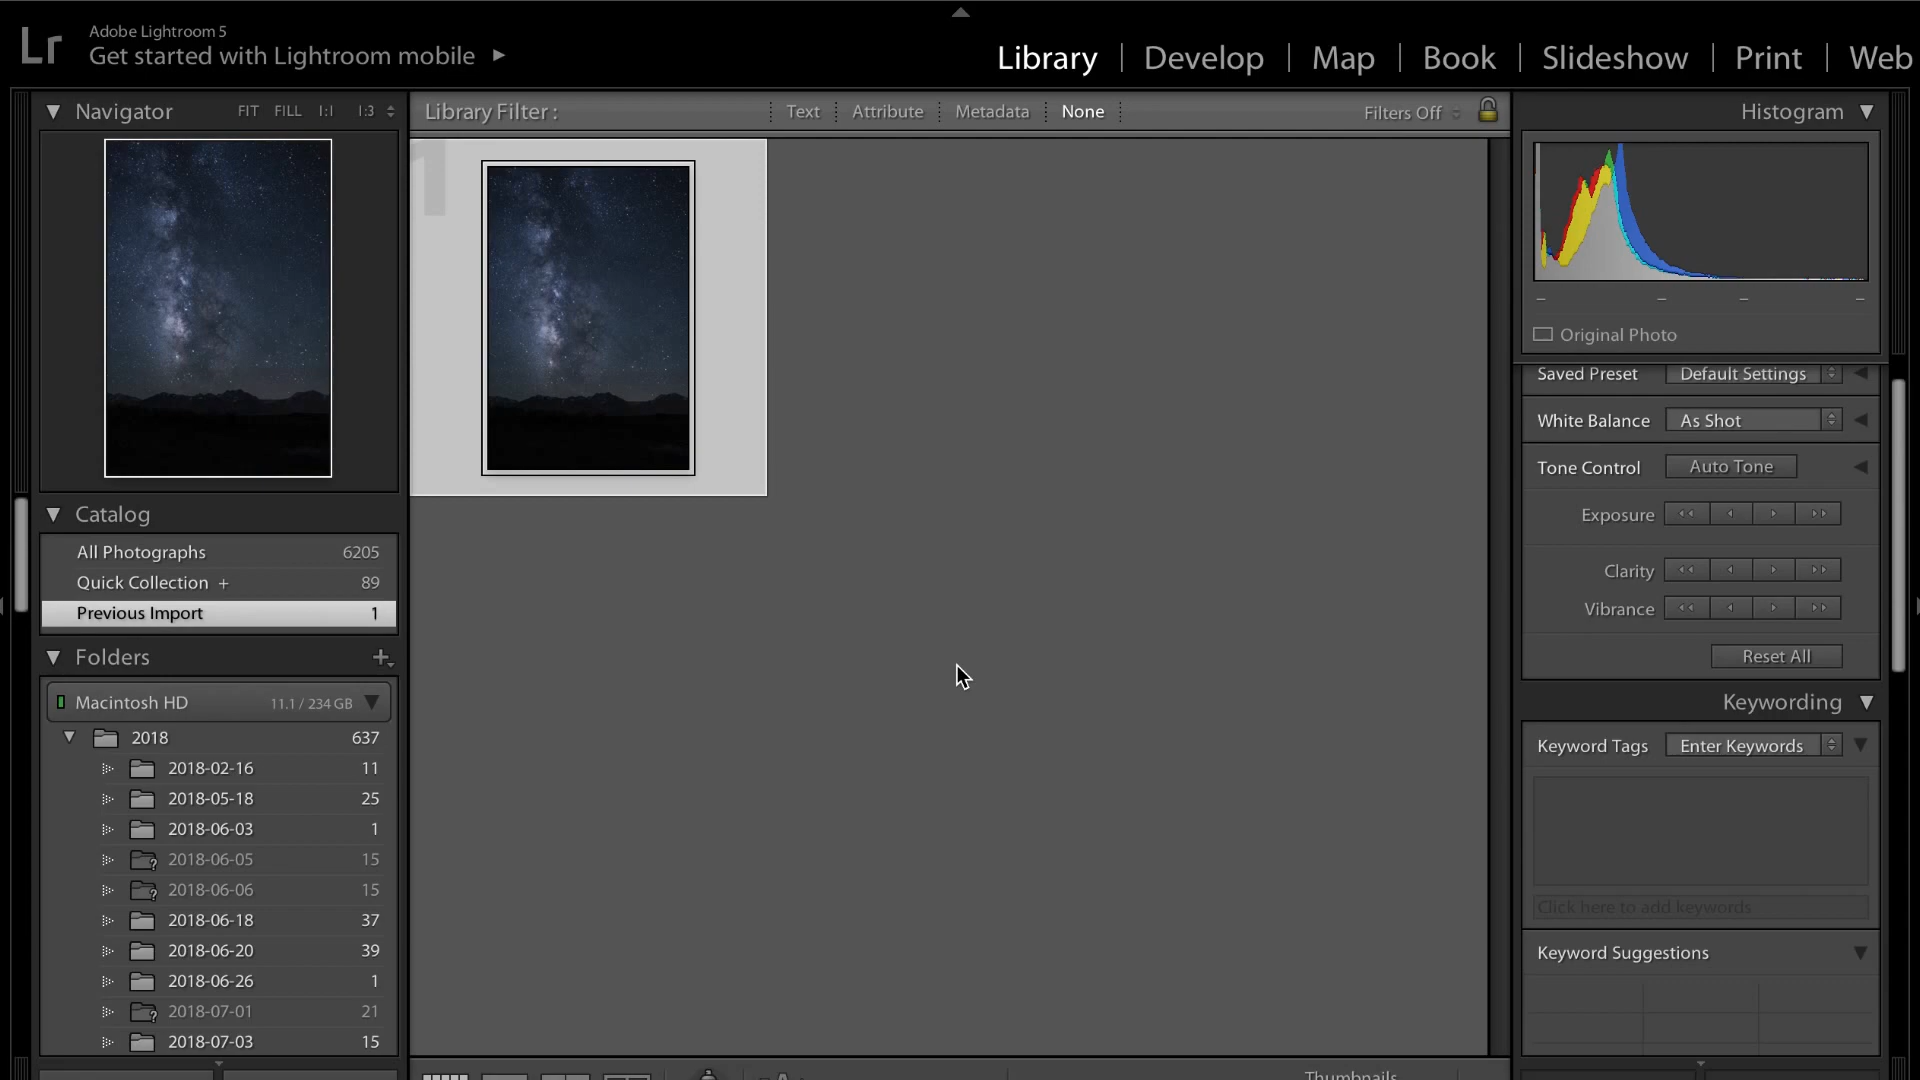 Lr
Adobe Lightroom 5
Get started with Lightroom mobile
Library Develop Map Book Slideshow Print Web
Navigator FIT FILL 1:1 1:3
Library Filter : Text Attribute Metadata None Filters Off
Histogram
1
Original Photo
Saved Preset Default Settings
White Balance As Shot
Tone Control Auto Tone
Exposure
Clarity
Vibrance
Reset All
Catalog
All Photographs 6205
Quick Collection + 89
Previous Import 1
Folders
Macintosh HD 11.1 / 234 GB
2018 637
2018-02-16 11
2018-05-18 25
2018-06-03 1
2018-06-05 15
2018-06-06 15
2018-06-18 37
2018-06-20 39
2018-06-26 1
2018-07-01 21
2018-07-03 15
Keywording
Keyword Tags Enter Keywords
Click here to add keywords
Keyword Suggestions
Thumbnails